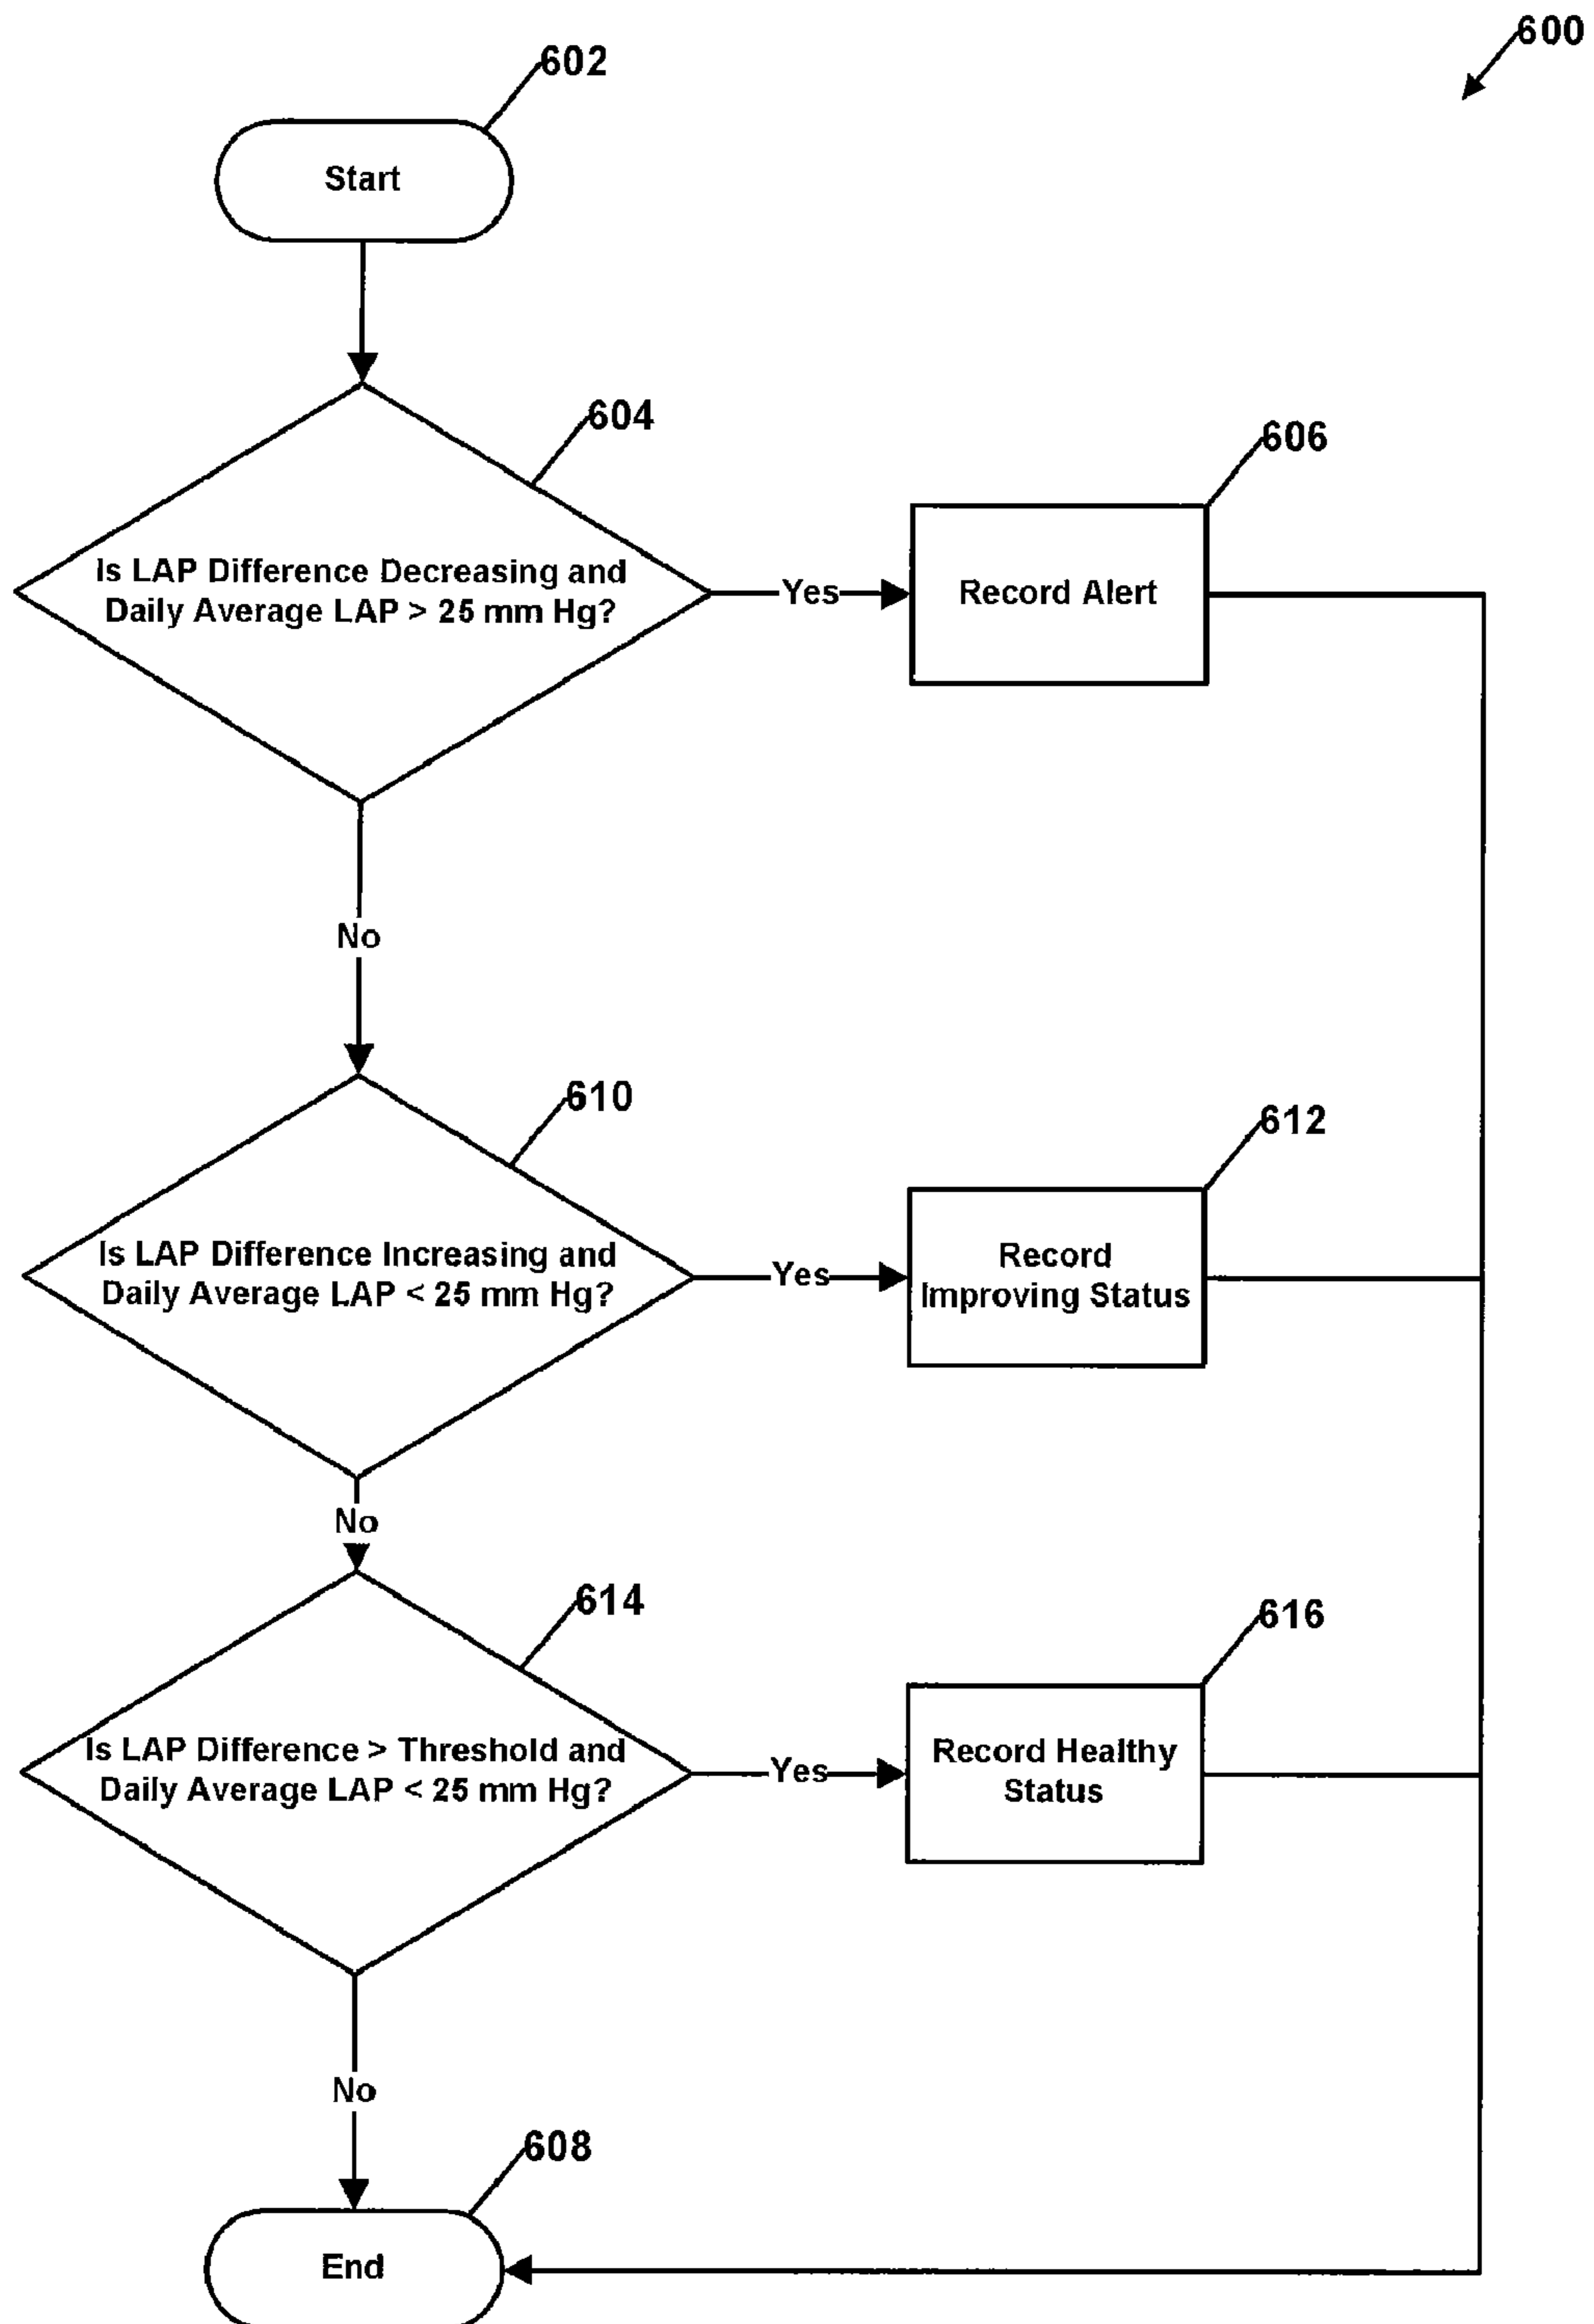 600
602
Start
604
Is LAP Difference Decreasing and
Daily Average LAP > 25 mm Hg?
Yes
606
Record Alert
No
610
Is LAP Difference Increasing and
Daily Average LAP < 25 mm Hg?
Yes
612
Record
Improving Status
No
614
Is LAP Difference > Threshold and
Daily Average LAP < 25 mm Hg?
Yes
616
Record Healthy
Status
No
608
End